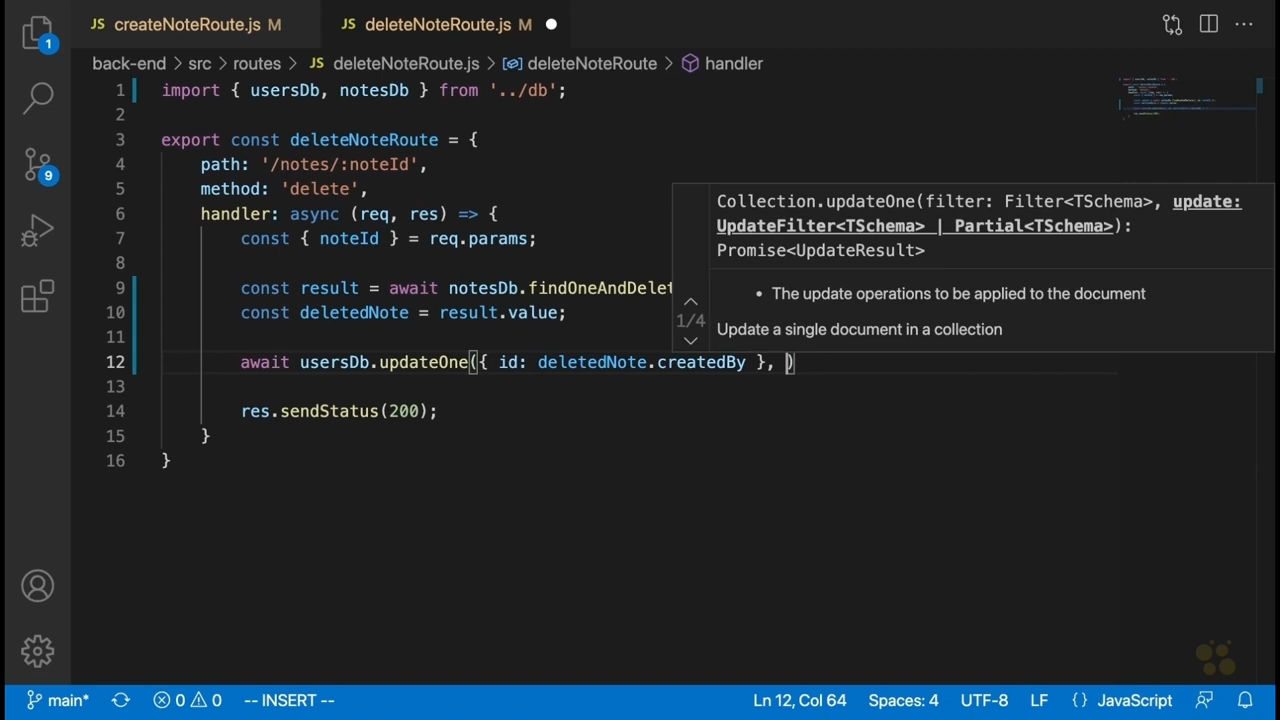 JS createNoteRoute.js M JS deleteNoteRoute.js M
1
back-end > src > routes > JS deleteNoteRoute.js > deleteNoteRoute > handler
1 import { usersDb, notesDb } from '../db';
2
3 export const deleteNoteRoute = {
4 path: '/notes/:noteId',
5 method: 'delete',
6 handler: async (req, res) => {
7 const { noteId } = req.params;
8
9 const result = await notesDb.findOneAndDelet
10 const deletedNote = result.value;
11
12 await usersDb.updateOne({ id: deletedNote.createdBy }, )
13
14 res.sendStatus(200);
15 }
16 }
9
Collection.updateOne(filter: Filter<TSchema>, update:
UpdateFilter<TSchema> | Partial<TSchema>):
Promise<UpdateResult>
• The update operations to be applied to the document
1/4
Update a single document in a collection
main* 0 0 -- INSERT -- Ln 12, Col 64 Spaces: 4 UTF-8 LF {} JavaScript